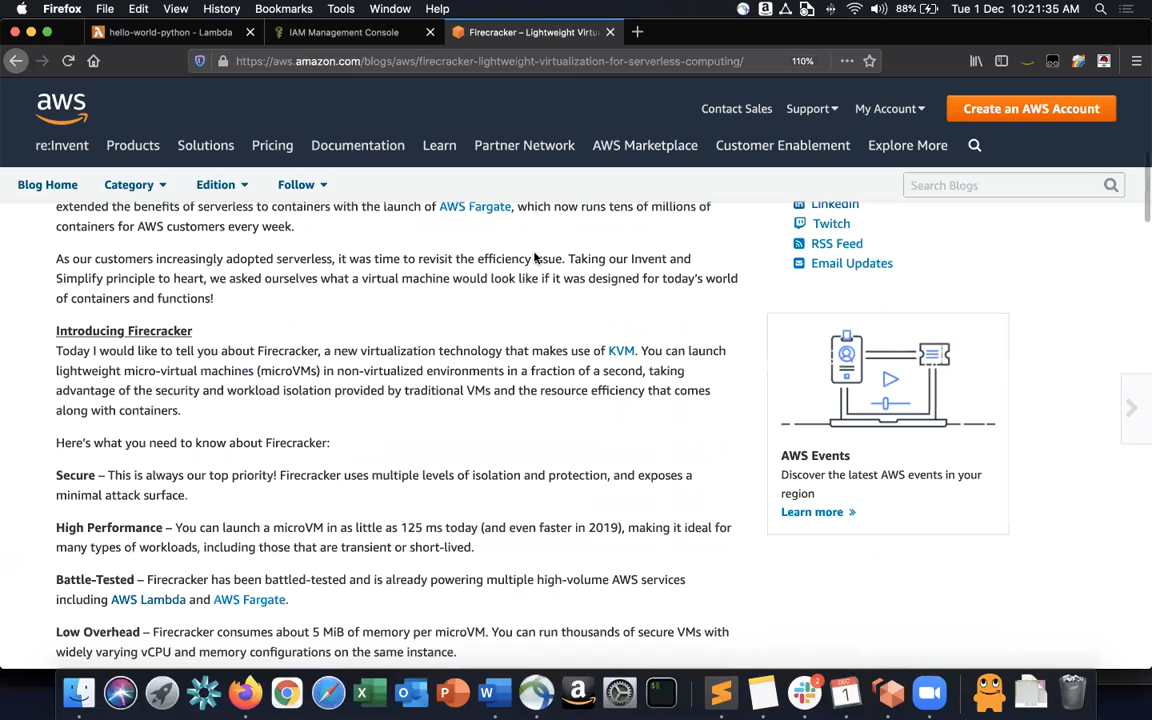 Firefox File Edit View History Bookmarks Tools Window Help 88% Tue 1 Dec 10:21:35 AM
hello-world-python - Lambda
IAM Management Console
Firecracker – Lightweight Virtu
https://aws.amazon.com/blogs/aws/firecracker-lightweight-virtualization-for-serverless-computing/ 110%
aws
Contact Sales Support My Account Create an AWS Account
re:Invent Products Solutions Pricing Documentation Learn Partner Network AWS Marketplace Customer Enablement Explore More
Blog Home Category Edition Follow Search Blogs
extended the benefits of serverless to containers with the launch of AWS Fargate, which now runs tens of millions of
containers for AWS customers every week.
As our customers increasingly adopted serverless, it was time to revisit the efficiency issue. Taking our Invent and
Simplify principle to heart, we asked ourselves what a virtual machine would look like if it was designed for today's world
of containers and functions!
Introducing Firecracker
Today I would like to tell you about Firecracker, a new virtualization technology that makes use of KVM. You can launch
lightweight micro-virtual machines (microVMs) in non-virtualized environments in a fraction of a second, taking
advantage of the security and workload isolation provided by traditional VMs and the resource efficiency that comes
along with containers.
Here's what you need to know about Firecracker:
Secure – This is always our top priority! Firecracker uses multiple levels of isolation and protection, and exposes a
minimal attack surface.
High Performance – You can launch a microVM in as little as 125 ms today (and even faster in 2019), making it ideal for
many types of workloads, including those that are transient or short-lived.
Battle-Tested – Firecracker has been battled-tested and is already powering multiple high-volume AWS services
including AWS Lambda and AWS Fargate.
Low Overhead – Firecracker consumes about 5 MiB of memory per microVM. You can run thousands of secure VMs with
widely varying vCPU and memory configurations on the same instance.
LinkedIn
Twitch
RSS Feed
Email Updates
AWS Events
Discover the latest AWS events in your
region
Learn more »
2
DEC
1